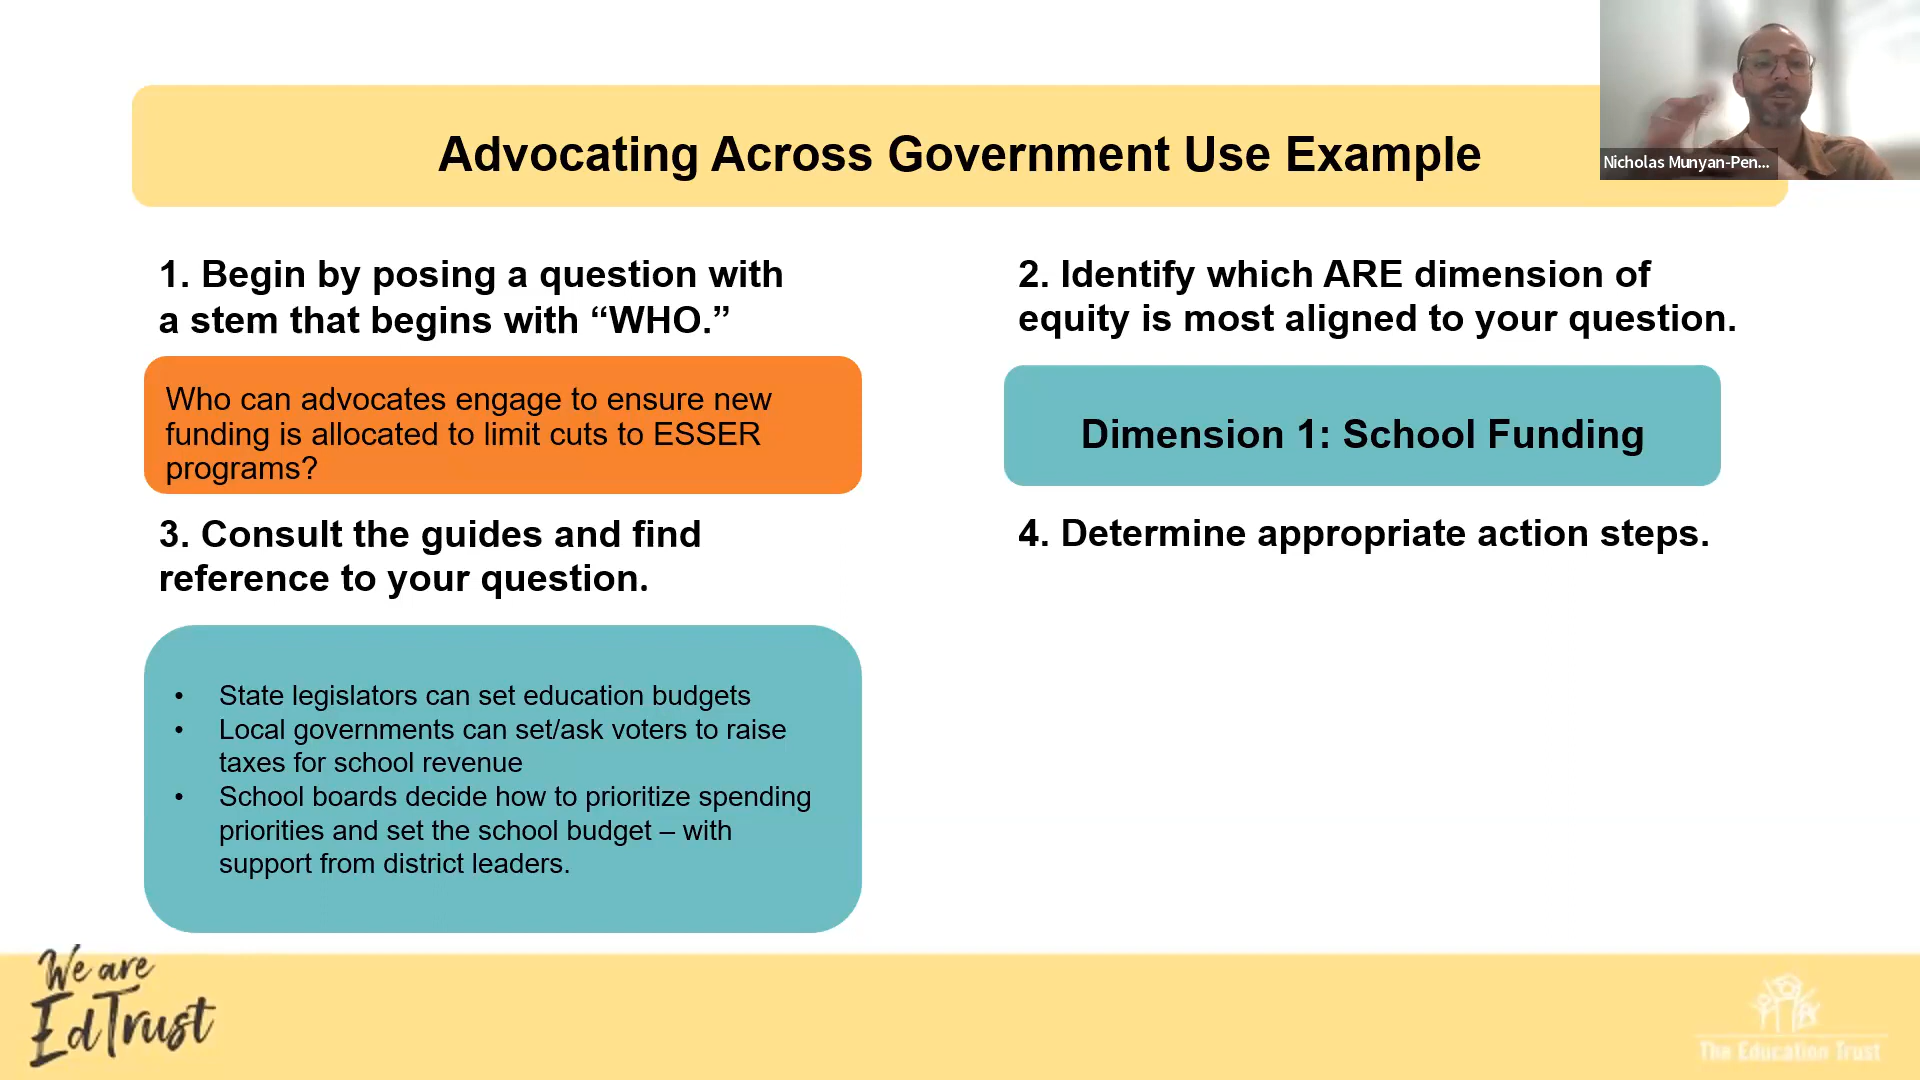 Advocating Across Government Use Example
Nicholas Munyan-Pen...
1. Begin by posing a question with
a stem that begins with “WHO.”
Who can advocates engage to ensure new
funding is allocated to limit cuts to ESSER
programs?
2. Identify which ARE dimension of
equity is most aligned to your question.
Dimension 1: School Funding
3. Consult the guides and find
reference to your question.
• State legislators can set education budgets
• Local governments can set/ask voters to raise
taxes for school revenue
• School boards decide how to prioritize spending
priorities and set the school budget – with
support from district leaders.
4. Determine appropriate action steps.
We are
EdTrust
The Education Trust